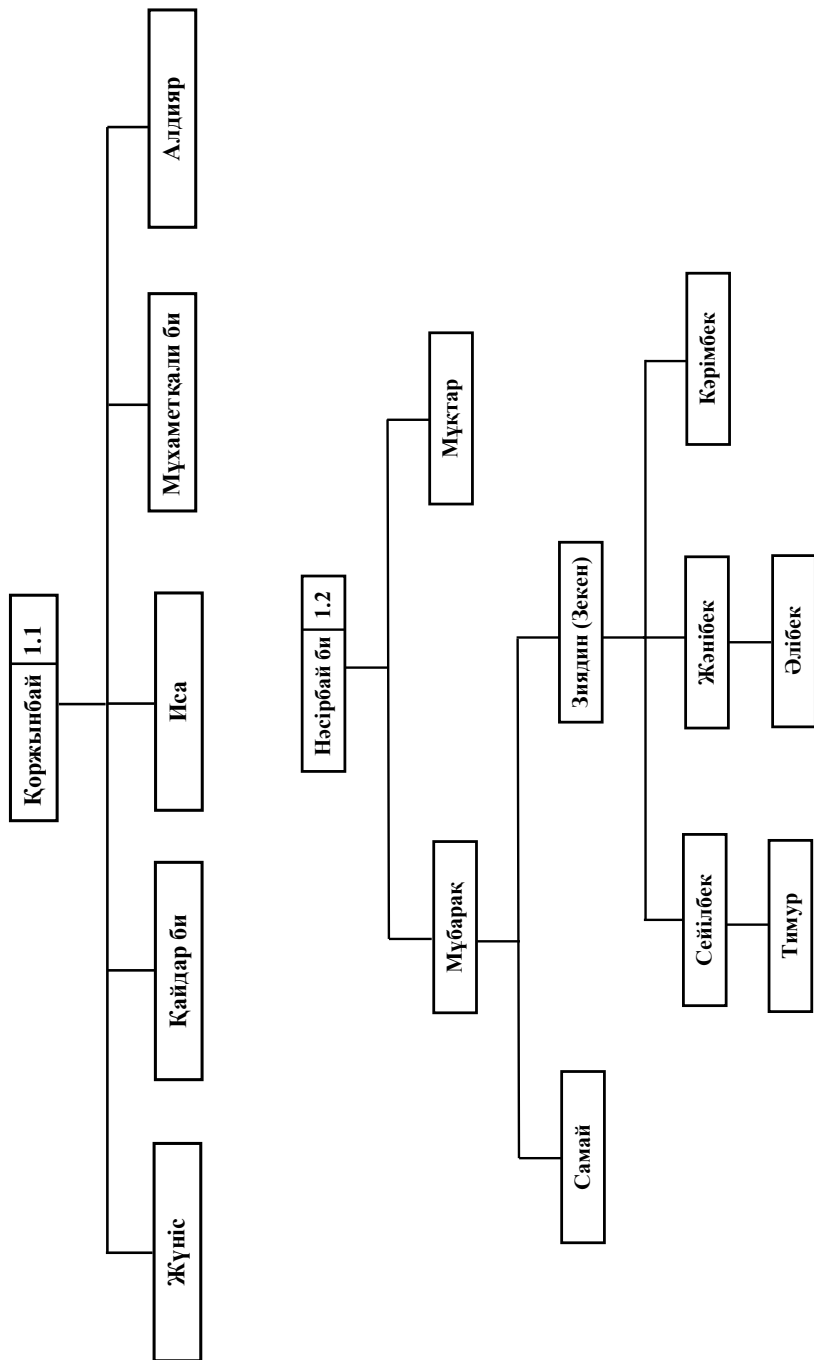 Қоржынбай 1.1
Жүніс
Қайдар би
Иса
Мұхаметқали би
Алдияр
Нәсірбай би 1.2
Мұбарақ
Мұқтар
Самай
Зиядин (Зекен)
Сейілбек
Жәнібек
Кәрімбек
Тимур
Әлібек